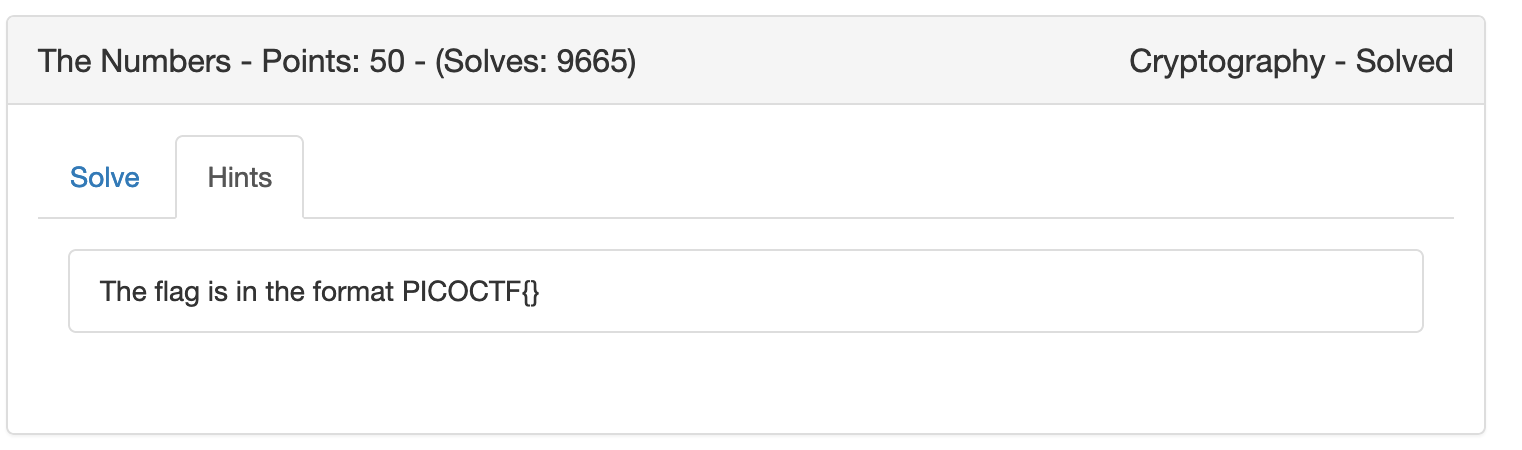 The Numbers - Points: 50 - (Solves: 9665)
Cryptography - Solved
Solve
Hints
The flag is in the format PICOCTF{}